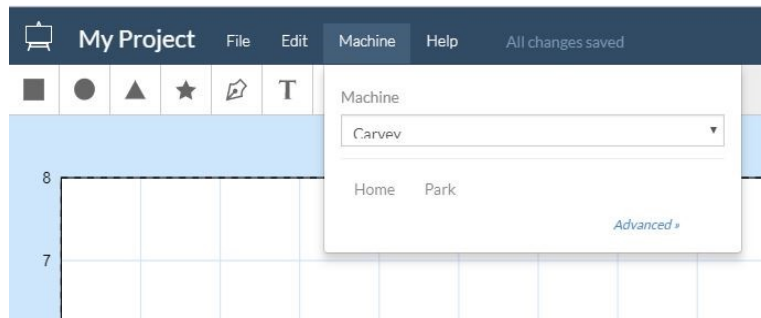 My Project File Edit Machine Help All changes saved
T
Machine
Carvey
Home Park
Advanced »
8
7